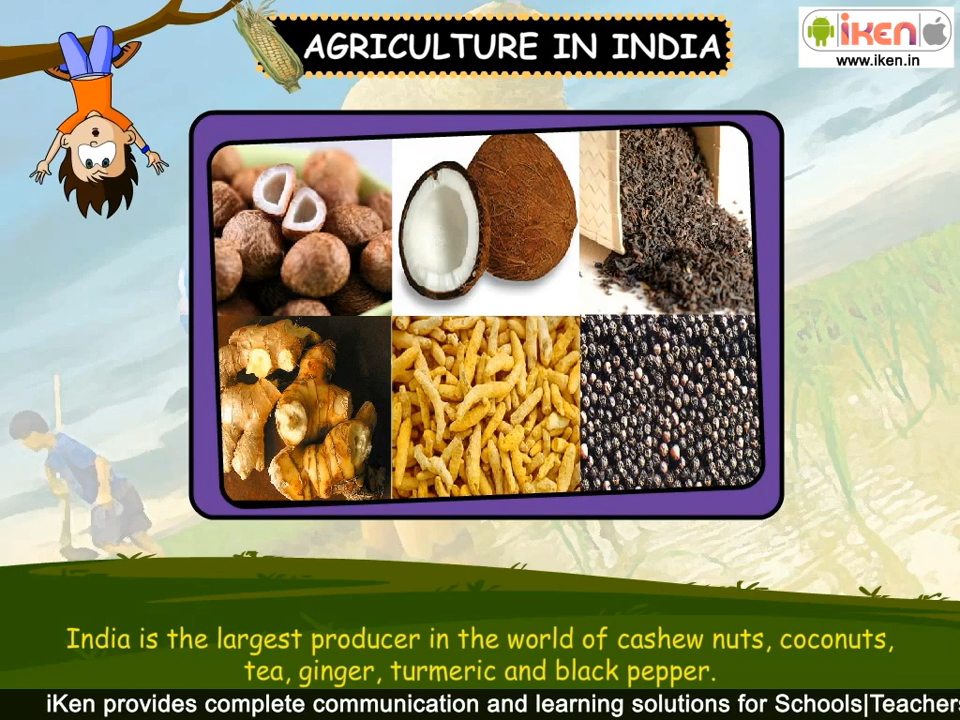 AGRICULTURE IN INDIA
iKEN
www.iken.in
India is the largest producer in the world of cashew nuts, coconuts,
tea, ginger, turmeric and black pepper.
iKen provides complete communication and learning solutions for Schools|Teachers